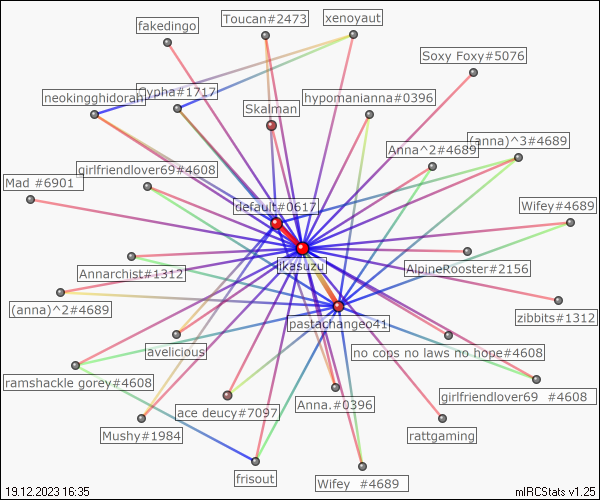 Toucan#2473
xenoyaut
fakedingo
Soxy Foxy#5076
neokingghidorah
Cypha#1717
hypomanianna#0396
Skalman
(anna)^3#4689
Anna^2#4689
girlfriendlover69#4608
Mad #6901
default#0617
Wifey#4689
jkasuzu
Annarchist#1312
AlpineRooster#2156
(anna)^2#4689
zibbits#1312
pastachangeo41
avelicious
no cops no laws no hope#4608
ramshackle gorey#4608
girlfriendlover69 #4608
Anna.#0396
ace deucy#7097
Mushy#1984
rattgaming
frisout
Wifey #4689
19.12.2023 16:35
mIRCStats v1.25